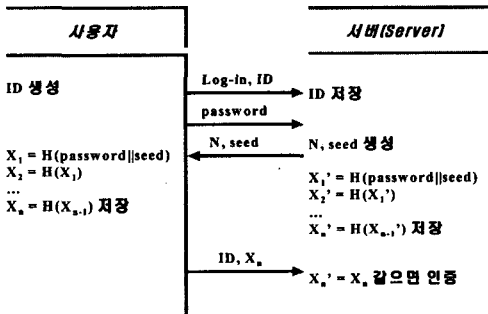 사용자
서버(Server)
ID 생성
Log-in, ID
ID 저장
password
N, seed
N, seed 생성
X₁ = H(password||seed)
X₂ = H(X₁)
...
Xₙ = H(Xₙ₋₁) 저장
X₁' = H(password||seed)
X₂' = H(X₁')
...
Xₙ' = H(Xₙ₋₁') 저장
ID, Xₙ
Xₙ' = Xₙ 같으면 인증